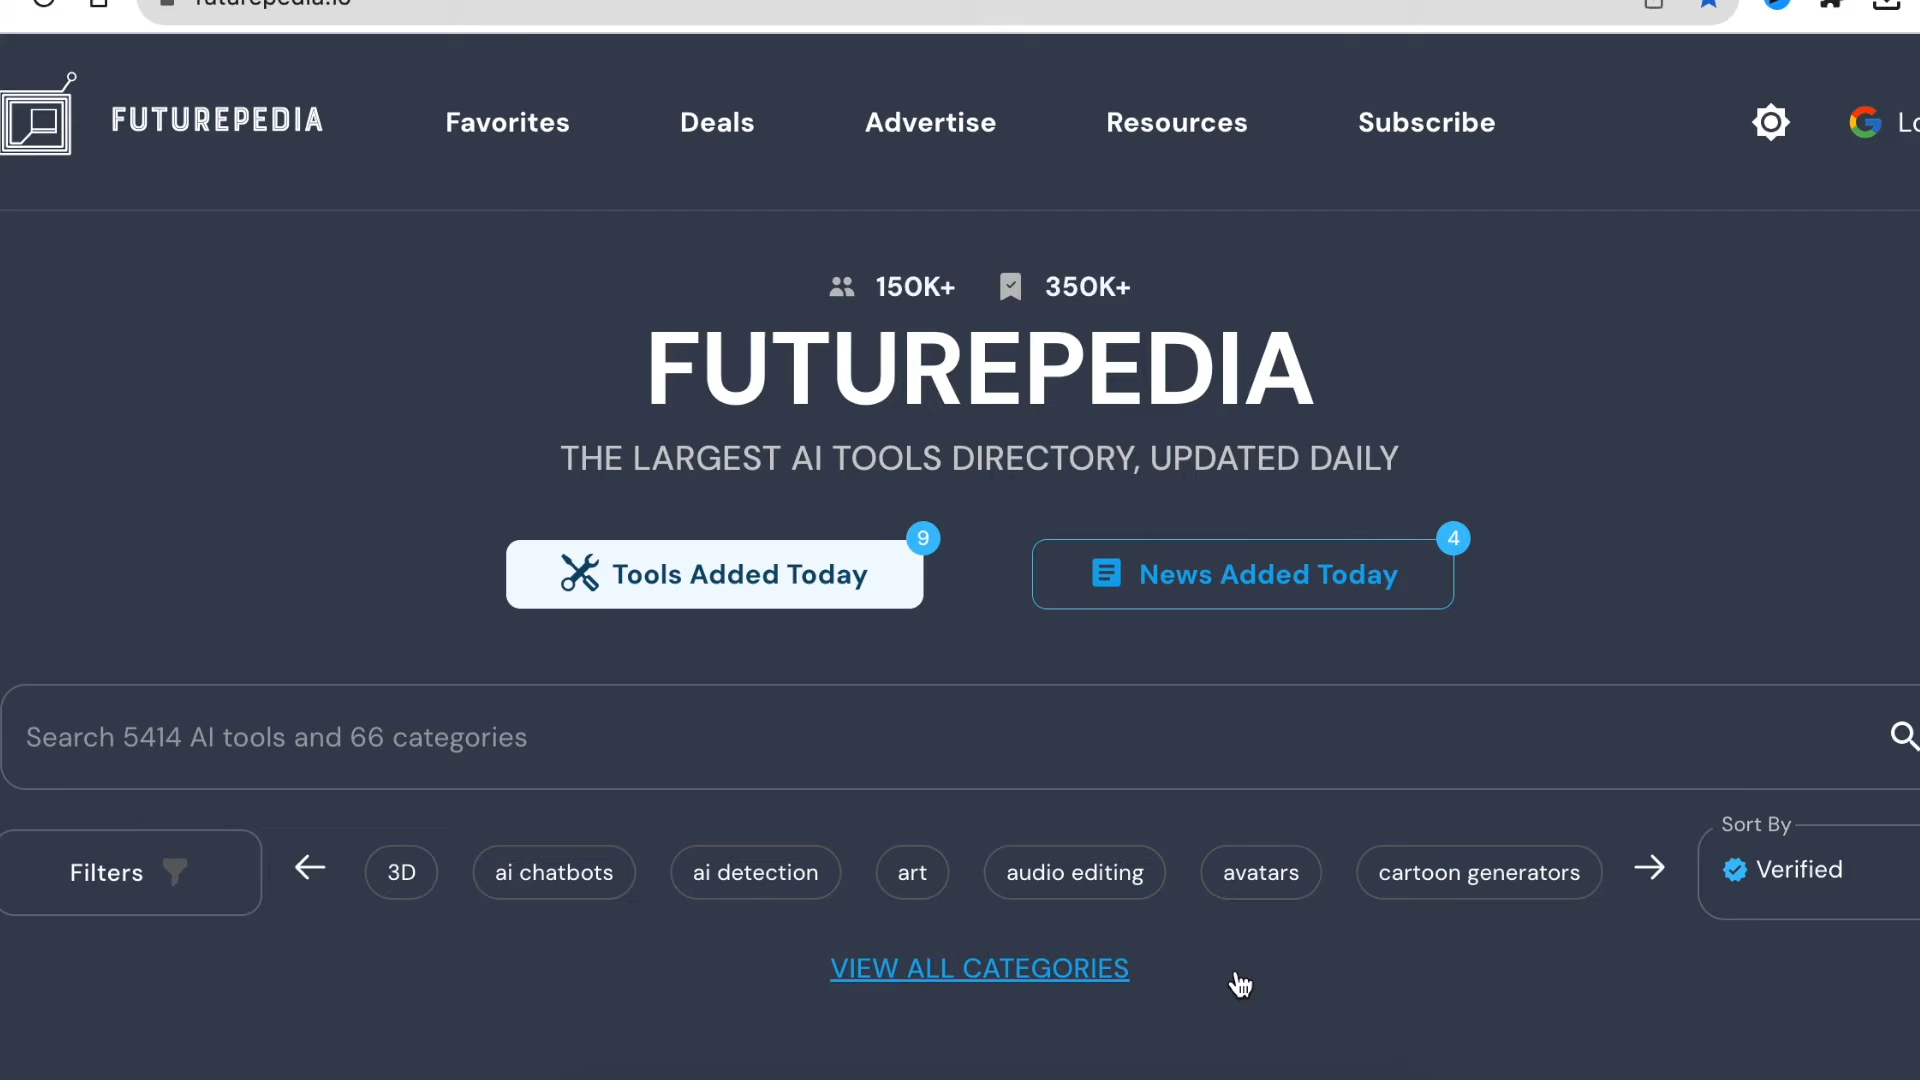 futurepedia.io
FUTUREPEDIA
Favorites
Deals
Advertise
Resources
Subscribe
150K+ 350K+
FUTUREPEDIA
THE LARGEST AI TOOLS DIRECTORY, UPDATED DAILY
Tools Added Today 9
News Added Today 4
Search 5414 AI tools and 66 categories
Filters
3D
ai chatbots
ai detection
art
audio editing
avatars
cartoon generators
Sort By
Verified
VIEW ALL CATEGORIES